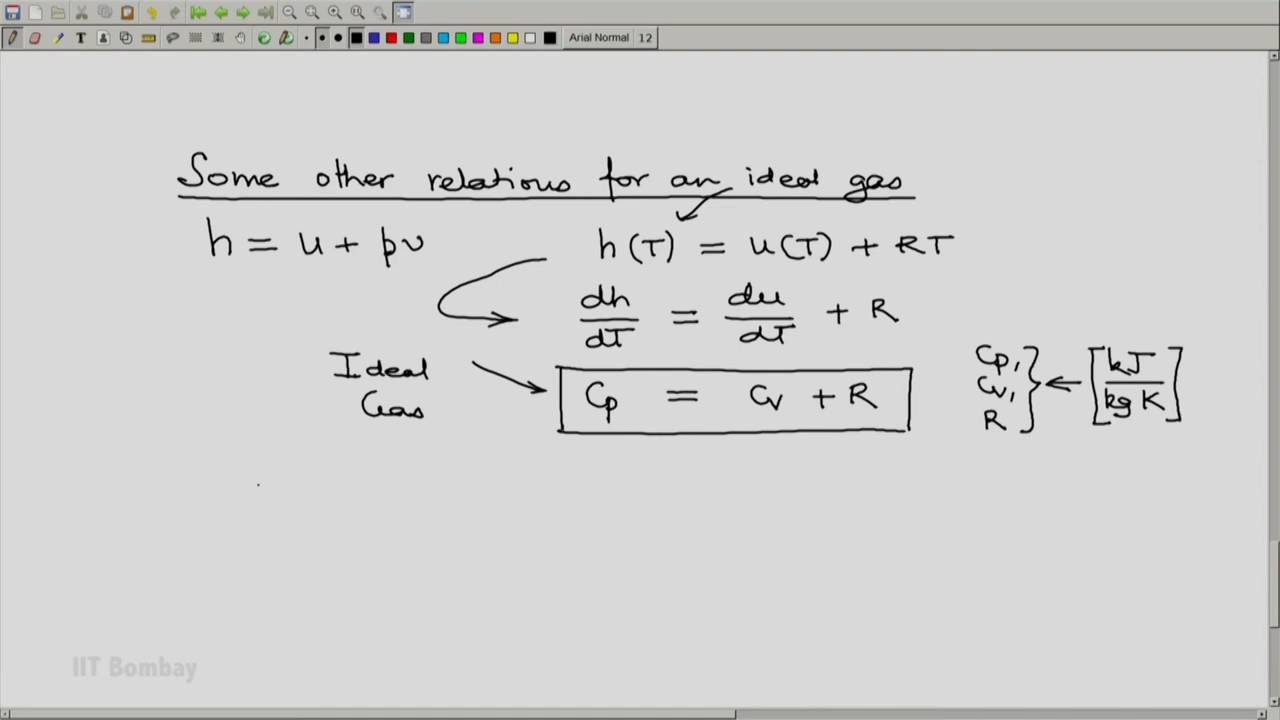 Arial Normal 12
Some other relations for an ideal gas
h = u + pv
h(T) = u(T) + RT
dh/dT = du/dT + R
Ideal Gas
Cp = Cv + R
Cp, Cv, R } ← [kJ/kg K]
IIT Bombay